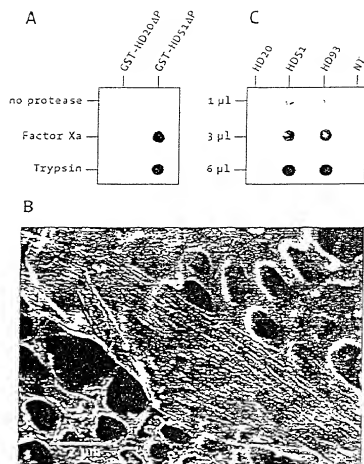 A
C
GST-HD20ΔP
GST-HD51ΔP
HD20
HD51
HD93
NT
no protease
Factor Xa
Trypsin
1 µl
3 µl
6 µl
B